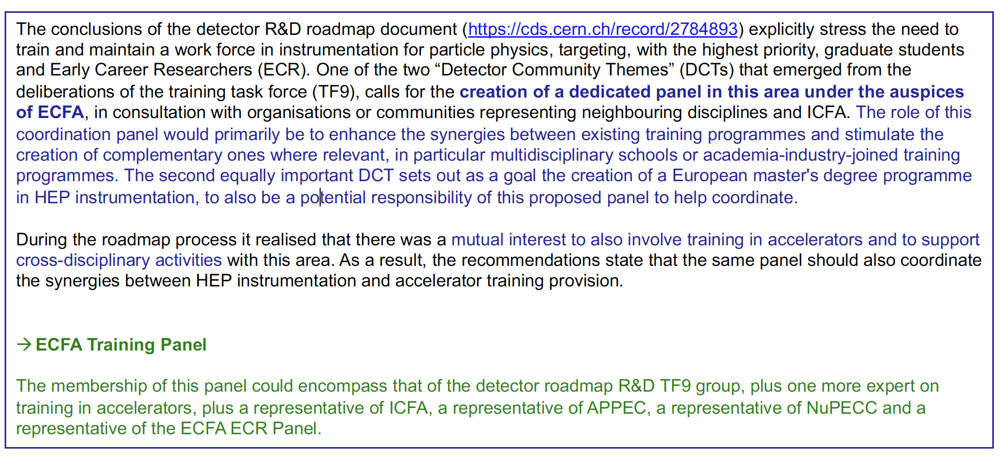 The conclusions of the detector R&D roadmap document (https://cds.cern.ch/record/2784893) explicitly stress the need to
train and maintain a work force in instrumentation for particle physics, targeting, with the highest priority, graduate students
and Early Career Researchers (ECR). One of the two “Detector Community Themes” (DCTs) that emerged from the
deliberations of the training task force (TF9), calls for the creation of a dedicated panel in this area under the auspices
of ECFA, in consultation with organisations or communities representing neighbouring disciplines and ICFA. The role of this
coordination panel would primarily be to enhance the synergies between existing training programmes and stimulate the
creation of complementary ones where relevant, in particular multidisciplinary schools or academia-industry-joined training
programmes. The second equally important DCT sets out as a goal the creation of a European master's degree programme
in HEP instrumentation, to also be a potential responsibility of this proposed panel to help coordinate.
During the roadmap process it realised that there was a mutual interest to also involve training in accelerators and to support
cross-disciplinary activities with this area. As a result, the recommendations state that the same panel should also coordinate
the synergies between HEP instrumentation and accelerator training provision.
→ ECFA Training Panel
The membership of this panel could encompass that of the detector roadmap R&D TF9 group, plus one more expert on
training in accelerators, plus a representative of ICFA, a representative of APPEC, a representative of NuPECC and a
representative of the ECFA ECR Panel.